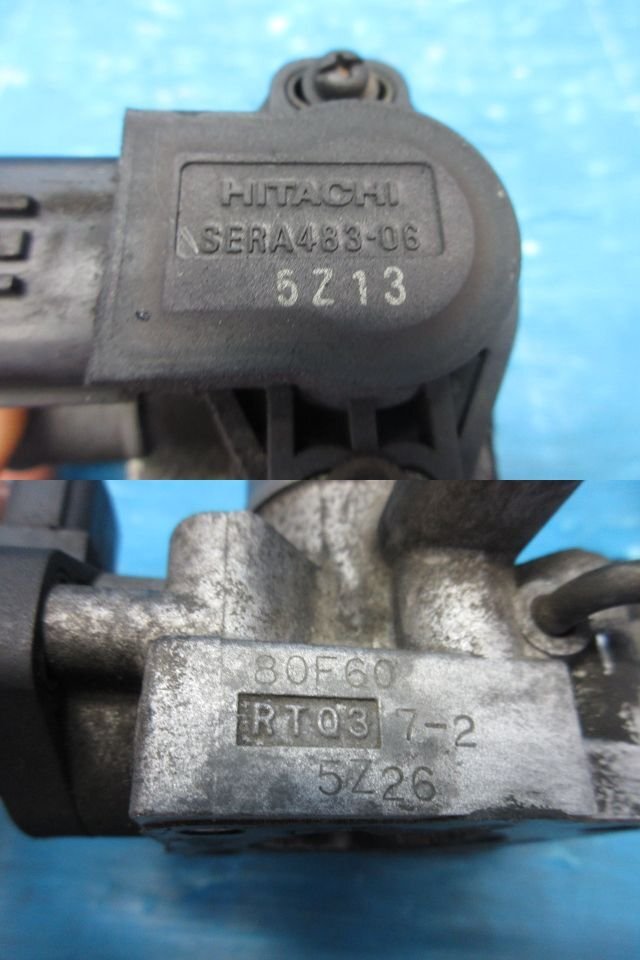 HITACHI
SERA483-06
5Z13
80F60
RT03 7-2
5Z26